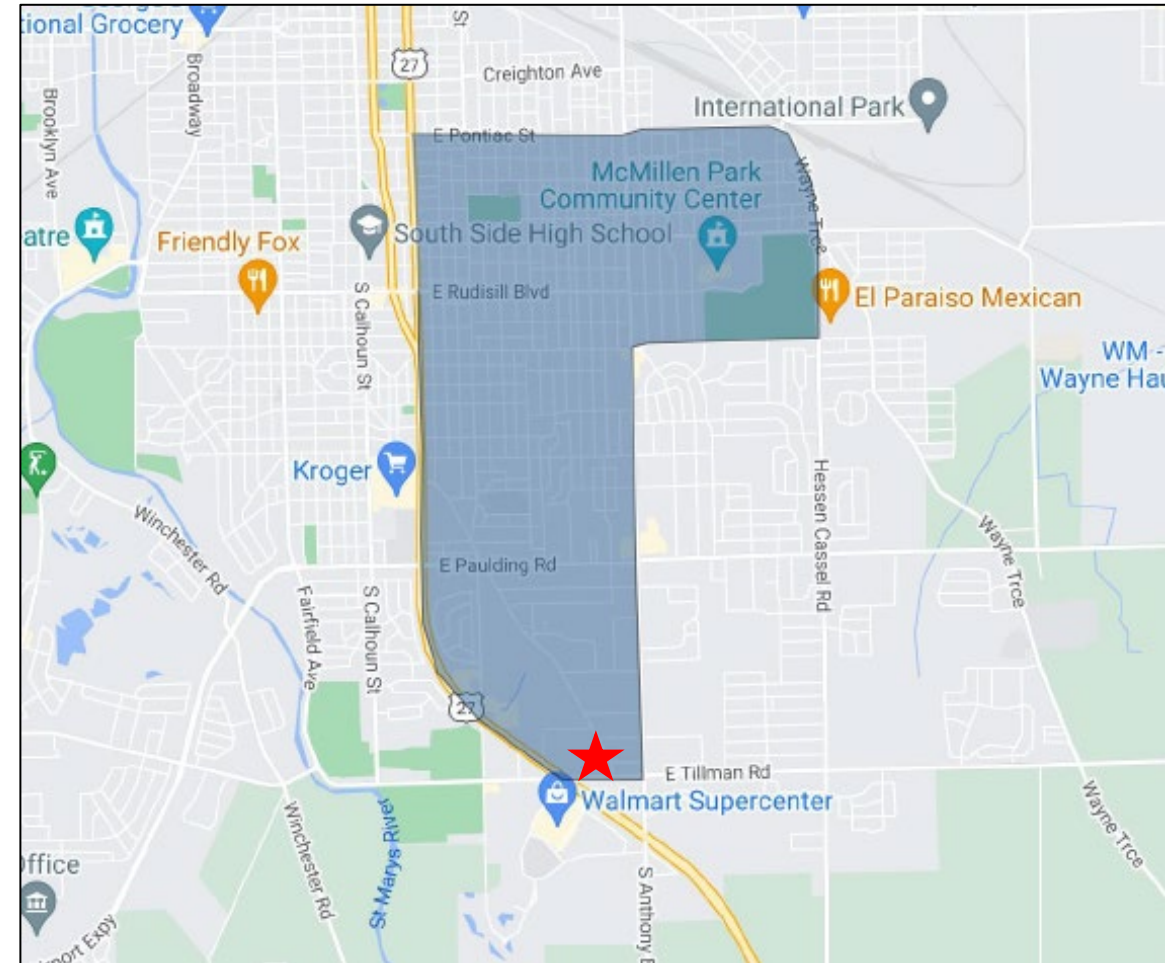 tional Grocery
St
27
Creighton Ave
Broadway
Brooklyn Ave
International Park
E Pontiac St
McMillen Park
Community Center
Wayne Trce
atre
Friendly Fox
South Side High School
E Rudisill Blvd
S Calhoun St
El Paraiso Mexican
WM -
Wayne Hau
Kroger
Hessen Cassel Rd
Winchester Rd
E Paulding Rd
Wayne Trce
Fairfield Ave
S Calhoun St
27
E Tillman Rd
Walmart Supercenter
Winchester Rd
St Marys River
Wayne Trce
Office
S Anthony B
port Expy